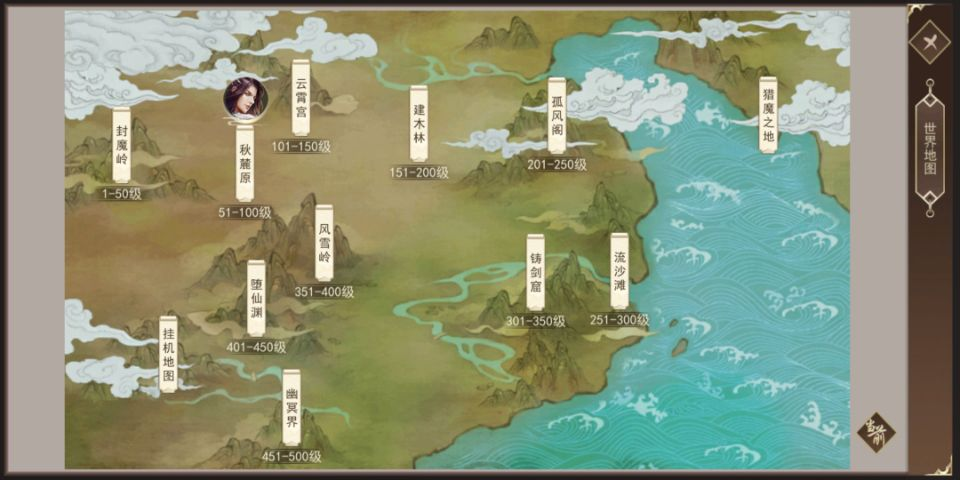 封魔岭
1-50级
秋麓原
51-100级
云霄宫
101-150级
建木林
151-200级
孤风阁
201-250级
猎魔之地
风雪岭
351-400级
堕仙渊
401-450级
铸剑窟
301-350级
流沙滩
251-300级
挂机地图
幽冥界
451-500级
世界地图
当前